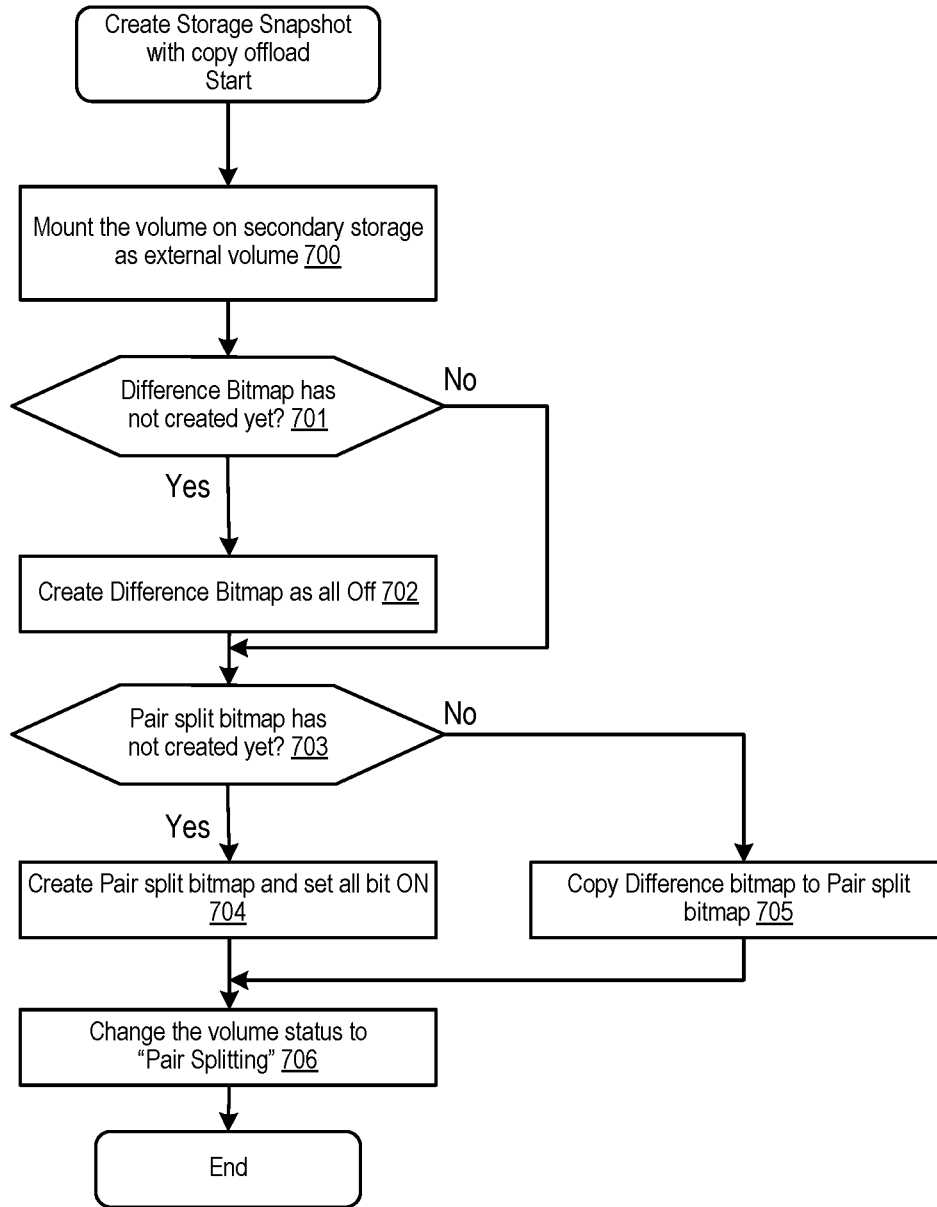 Create Storage Snapshot
with copy offload
Start
Mount the volume on secondary storage
as external volume 700
Difference Bitmap has
not created yet? 701
No
Yes
Create Difference Bitmap as all Off 702
Pair split bitmap has
not created yet? 703
No
Yes
Create Pair split bitmap and set all bit ON
704
Copy Difference bitmap to Pair split
bitmap 705
Change the volume status to
“Pair Splitting” 706
End